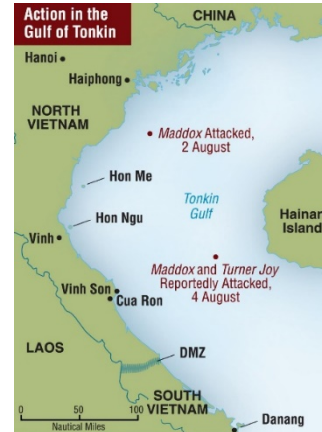 Action in the
Gulf of Tonkin
CHINA
Hanoi
Haiphong
NORTH
VIETNAM
Maddox Attacked,
2 August
Hon Me
Tonkin
Gulf
Hainan
Island
Hon Ngu
Vinh
Maddox and Turner Joy
Reportedly Attacked,
4 August
Vinh Son
Cua Ron
LAOS
DMZ
SOUTH
VIETNAM
0 50 100
Nautical Miles
Danang